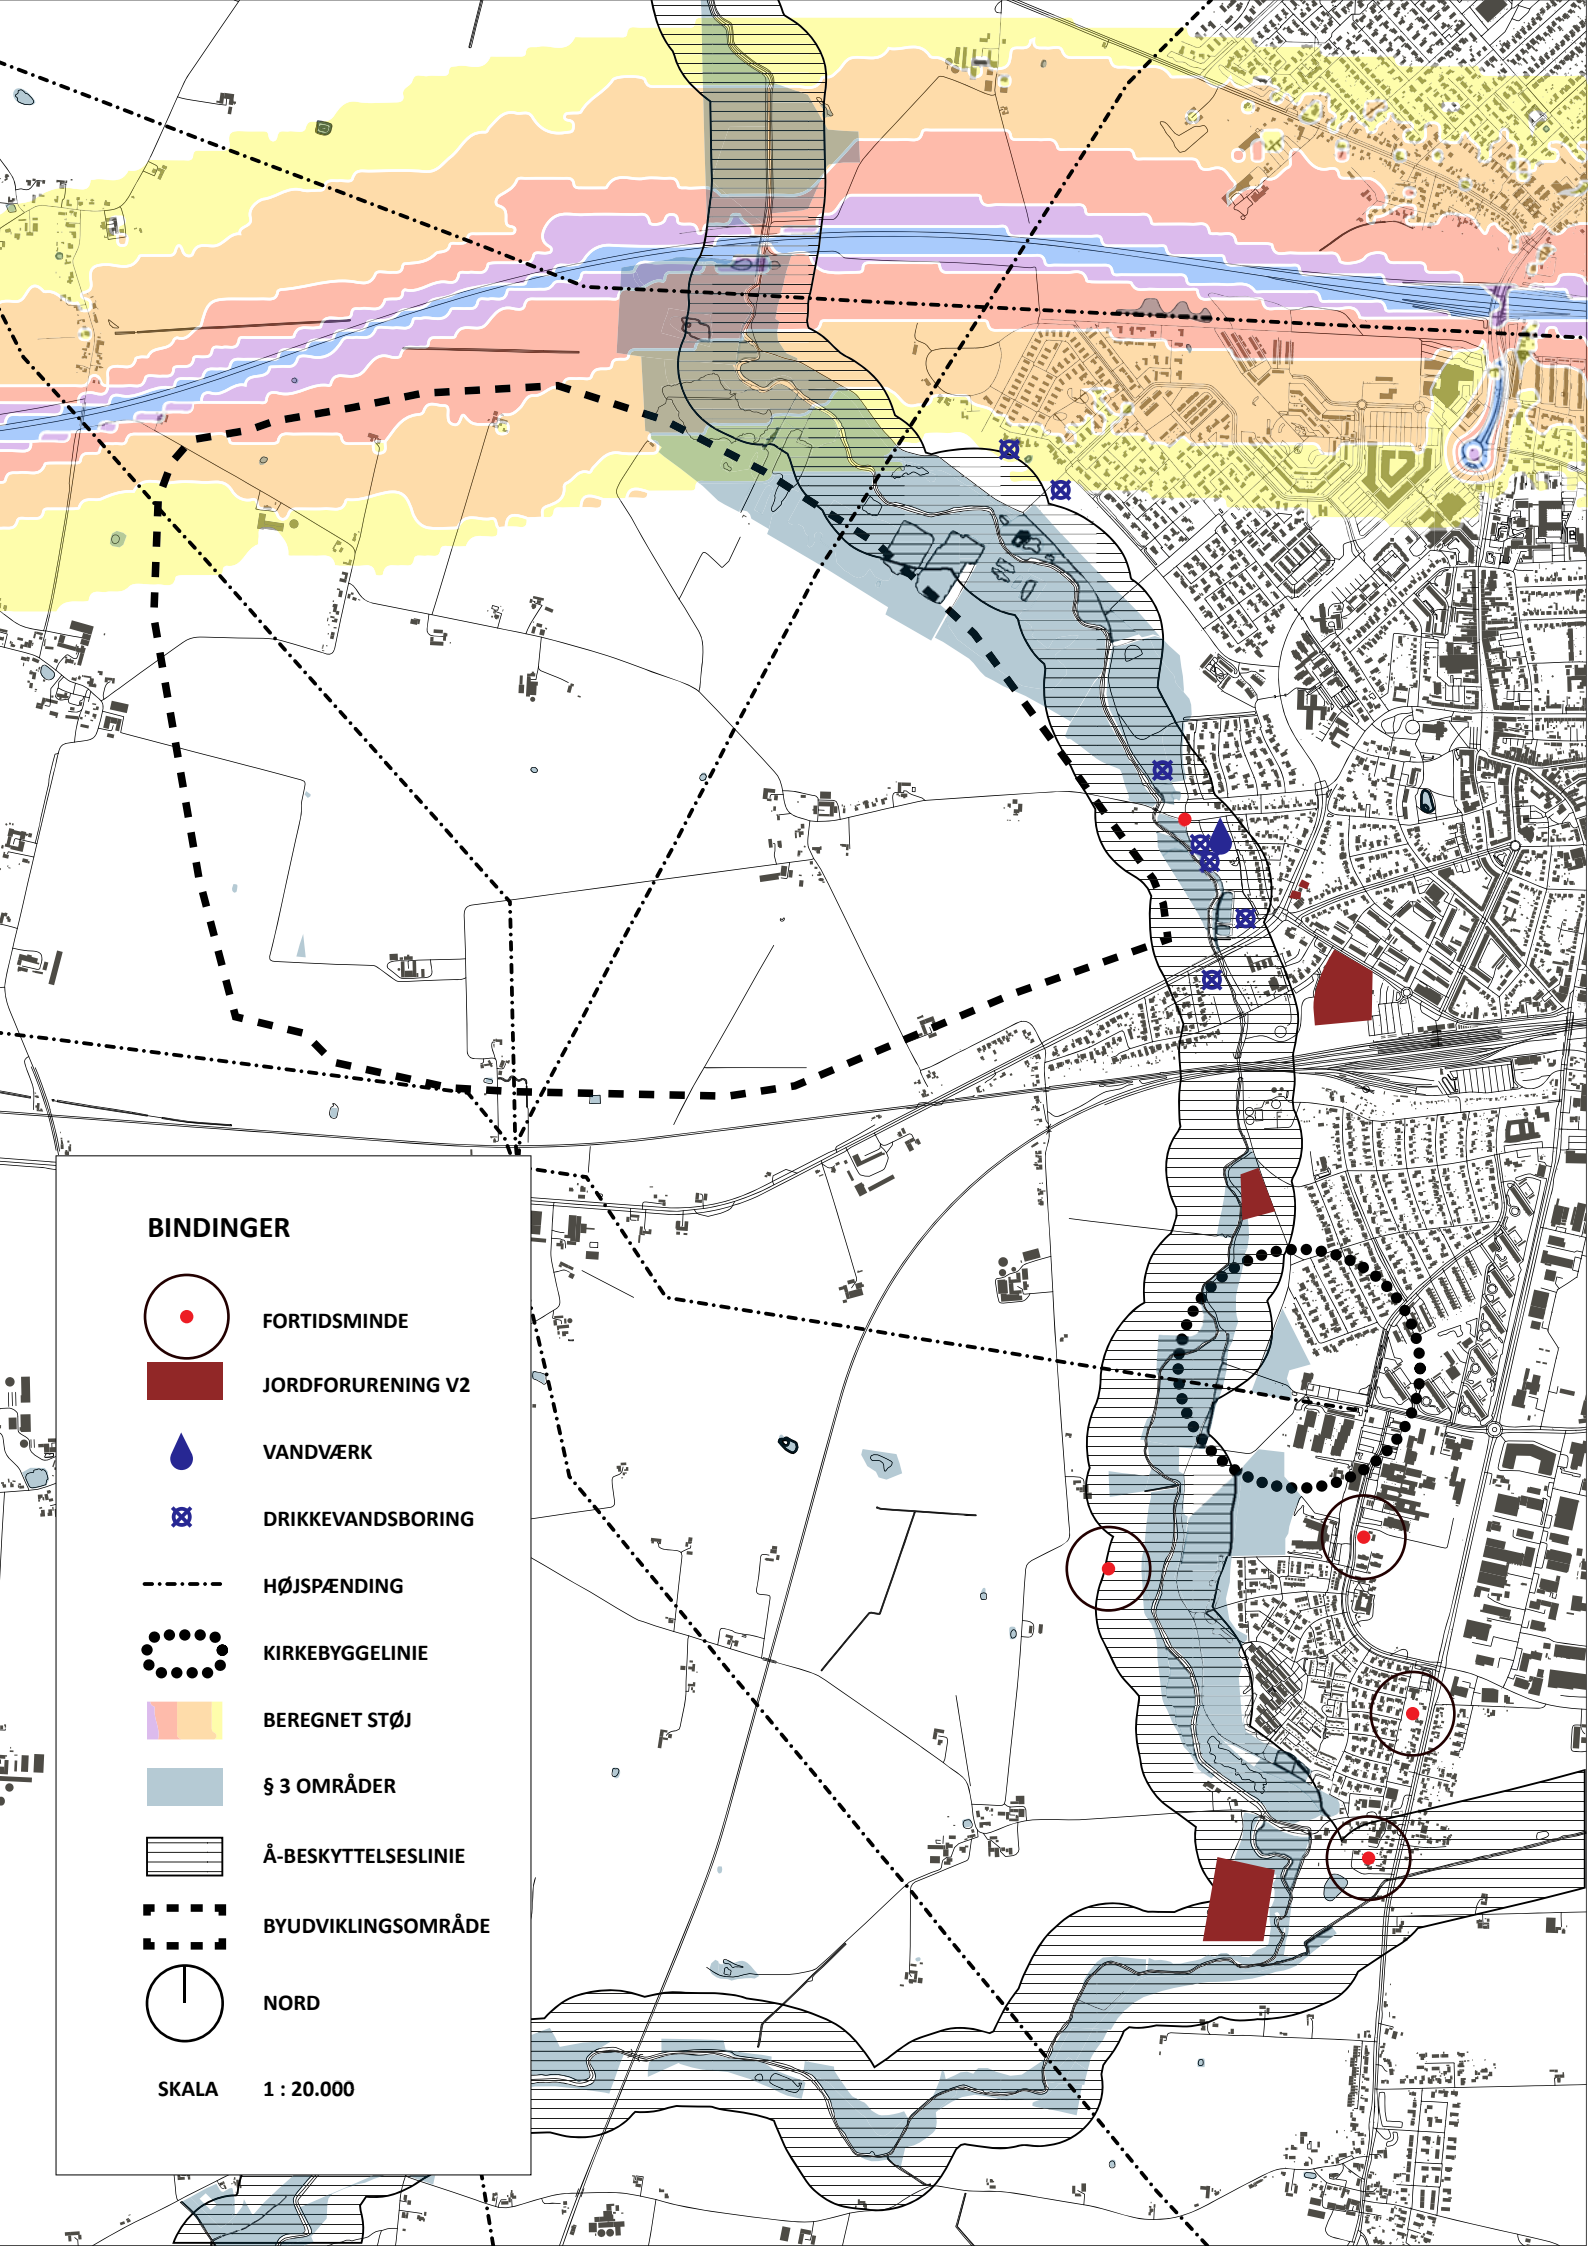 BINDINGER
FORTIDSMINDE
JORDFORURENING V2
VANDVÆRK
DRIKKEVANDSBORING
HØJSPÆNDING
KIRKEBYGGELINIE
BEREGNET STØJ
§ 3 OMRÅDER
Å-BESKYTTELSESLINIE
BYUDVIKLINGSOMRÅDE
NORD
SKALA 1 : 20.000